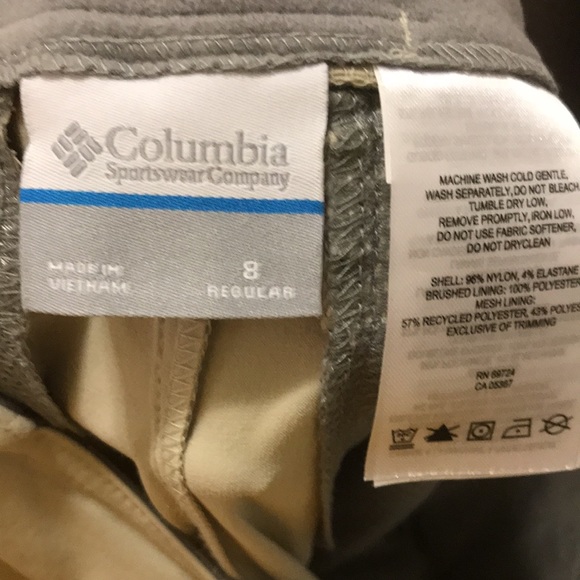 Columbia
Sportswear Company
MADE IN
VIETNAM
8
REGULAR
MACHINE WASH COLD GENTLE,
WASH SEPARATELY, DO NOT BLEACH
TUMBLE DRY LOW,
REMOVE PROMPTLY, IRON LOW,
DO NOT USE FABRIC SOFTENER,
DO NOT DRYCLEAN
SHELL: 96% NYLON, 4% ELASTANE
BRUSHED LINING: 100% POLYESTER
MESH LINING:
57% RECYCLED POLYESTER, 43% POLYES
EXCLUSIVE OF TRIMMING
RN 69724
CA 05367